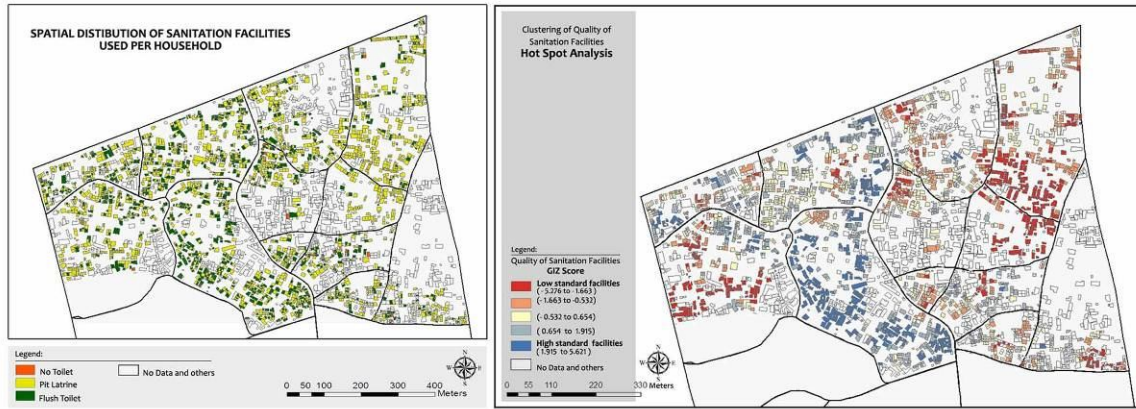 SPATIAL DISTIBUTION OF SANITATION FACILITIES
USED PER HOUSEHOLD
Legend:
No Toilet
Pit Latrine
Flush Toilet
No Data and others
N
W E
S
0 50 100 200 300 400
Meters
Clustering of Quality of
Sanitation Facilities
Hot Spot Analysis
Legend:
Quality of Sanitation Facilities
GIZ Score
Low standard facilities
(-5.276 to -1.663)
(-1.663 to -0.532)
(-0.532 to 0.654)
(0.654 to 1.915)
High standard facilities
(1.915 to 5.621)
No Data and others
N
W E
S
0 55 110 220 330 Meters